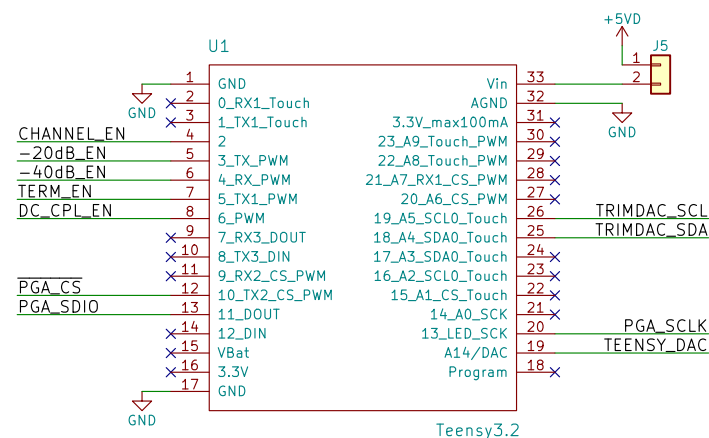 +5VD
U1
J5
1 GND
2 0_RX1_Touch
3 1_TX1_Touch
CHANNEL_EN 4 2
-20dB_EN 5 3_TX_PWM
-40dB_EN 6 4_RX_PWM
TERM_EN 7 5_TX1_PWM
DC_CPL_EN 8 6_PWM
9 7_RX3_DOUT
10 8_TX3_DIN
11 9_RX2_CS_PWM
PGA_CS 12 10_TX2_CS_PWM
PGA_SDIO 13 11_DOUT
14 12_DIN
15 VBat
16 3.3V
17 GND
GND
GND
Vin 33
AGND 32
3.3V_max100mA 31
23_A9_Touch_PWM 30
22_A8_Touch_PWM 29
21_A7_RX1_CS_PWM 28
20_A6_CS_PWM 27
19_A5_SCL0_Touch 26 TRIMDAC_SCL
18_A4_SDA0_Touch 25 TRIMDAC_SDA
17_A3_SDA0_Touch 24
16_A2_SCL0_Touch 23
15_A1_CS_Touch 22
14_A0_SCK 21
13_LED_SCK 20 PGA_SCLK
A14/DAC 19 TEENSY_DAC
Program 18
1
2
GND
Teensy3.2